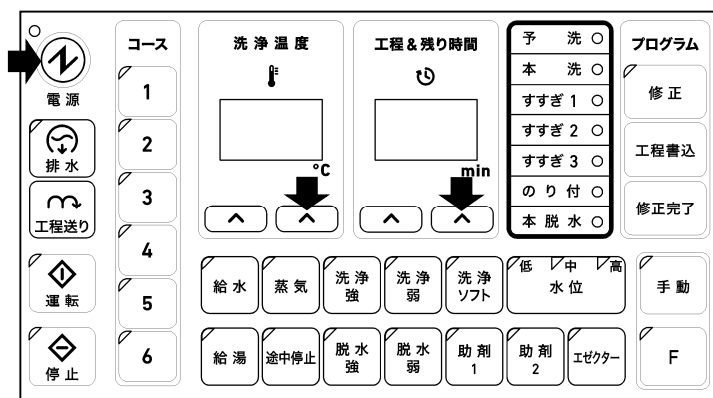 電源
排水
工程送り
運転
停止
コース
1
2
3
4
5
6
洗浄温度
℃
工程&残り時間
min
予洗
本洗
すすぎ1
すすぎ2
すすぎ3
のり付
本脱水
プログラム
修正
工程書込
修正完了
給水
蒸気
洗浄
強
洗浄
弱
洗浄
ソフト
低 中 高
水位
手動
給湯
途中停止
脱水
強
脱水
弱
助剤
1
助剤
2
エゼクター
F